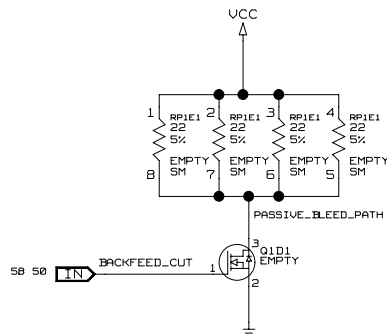 VCC
1 2 3 4
RP1E1 RP1E1 RP1E1 RP1E1
22 22 22 22
5% 5% 5% 5%
EMPTY EMPTY EMPTY EMPTY
SM SM SM SM
8 7 6 5
PASSIVE_BLEED_PATH
3 Q1D1
EMPTY
BACKFEED_CUT 1
58 50 IN
2